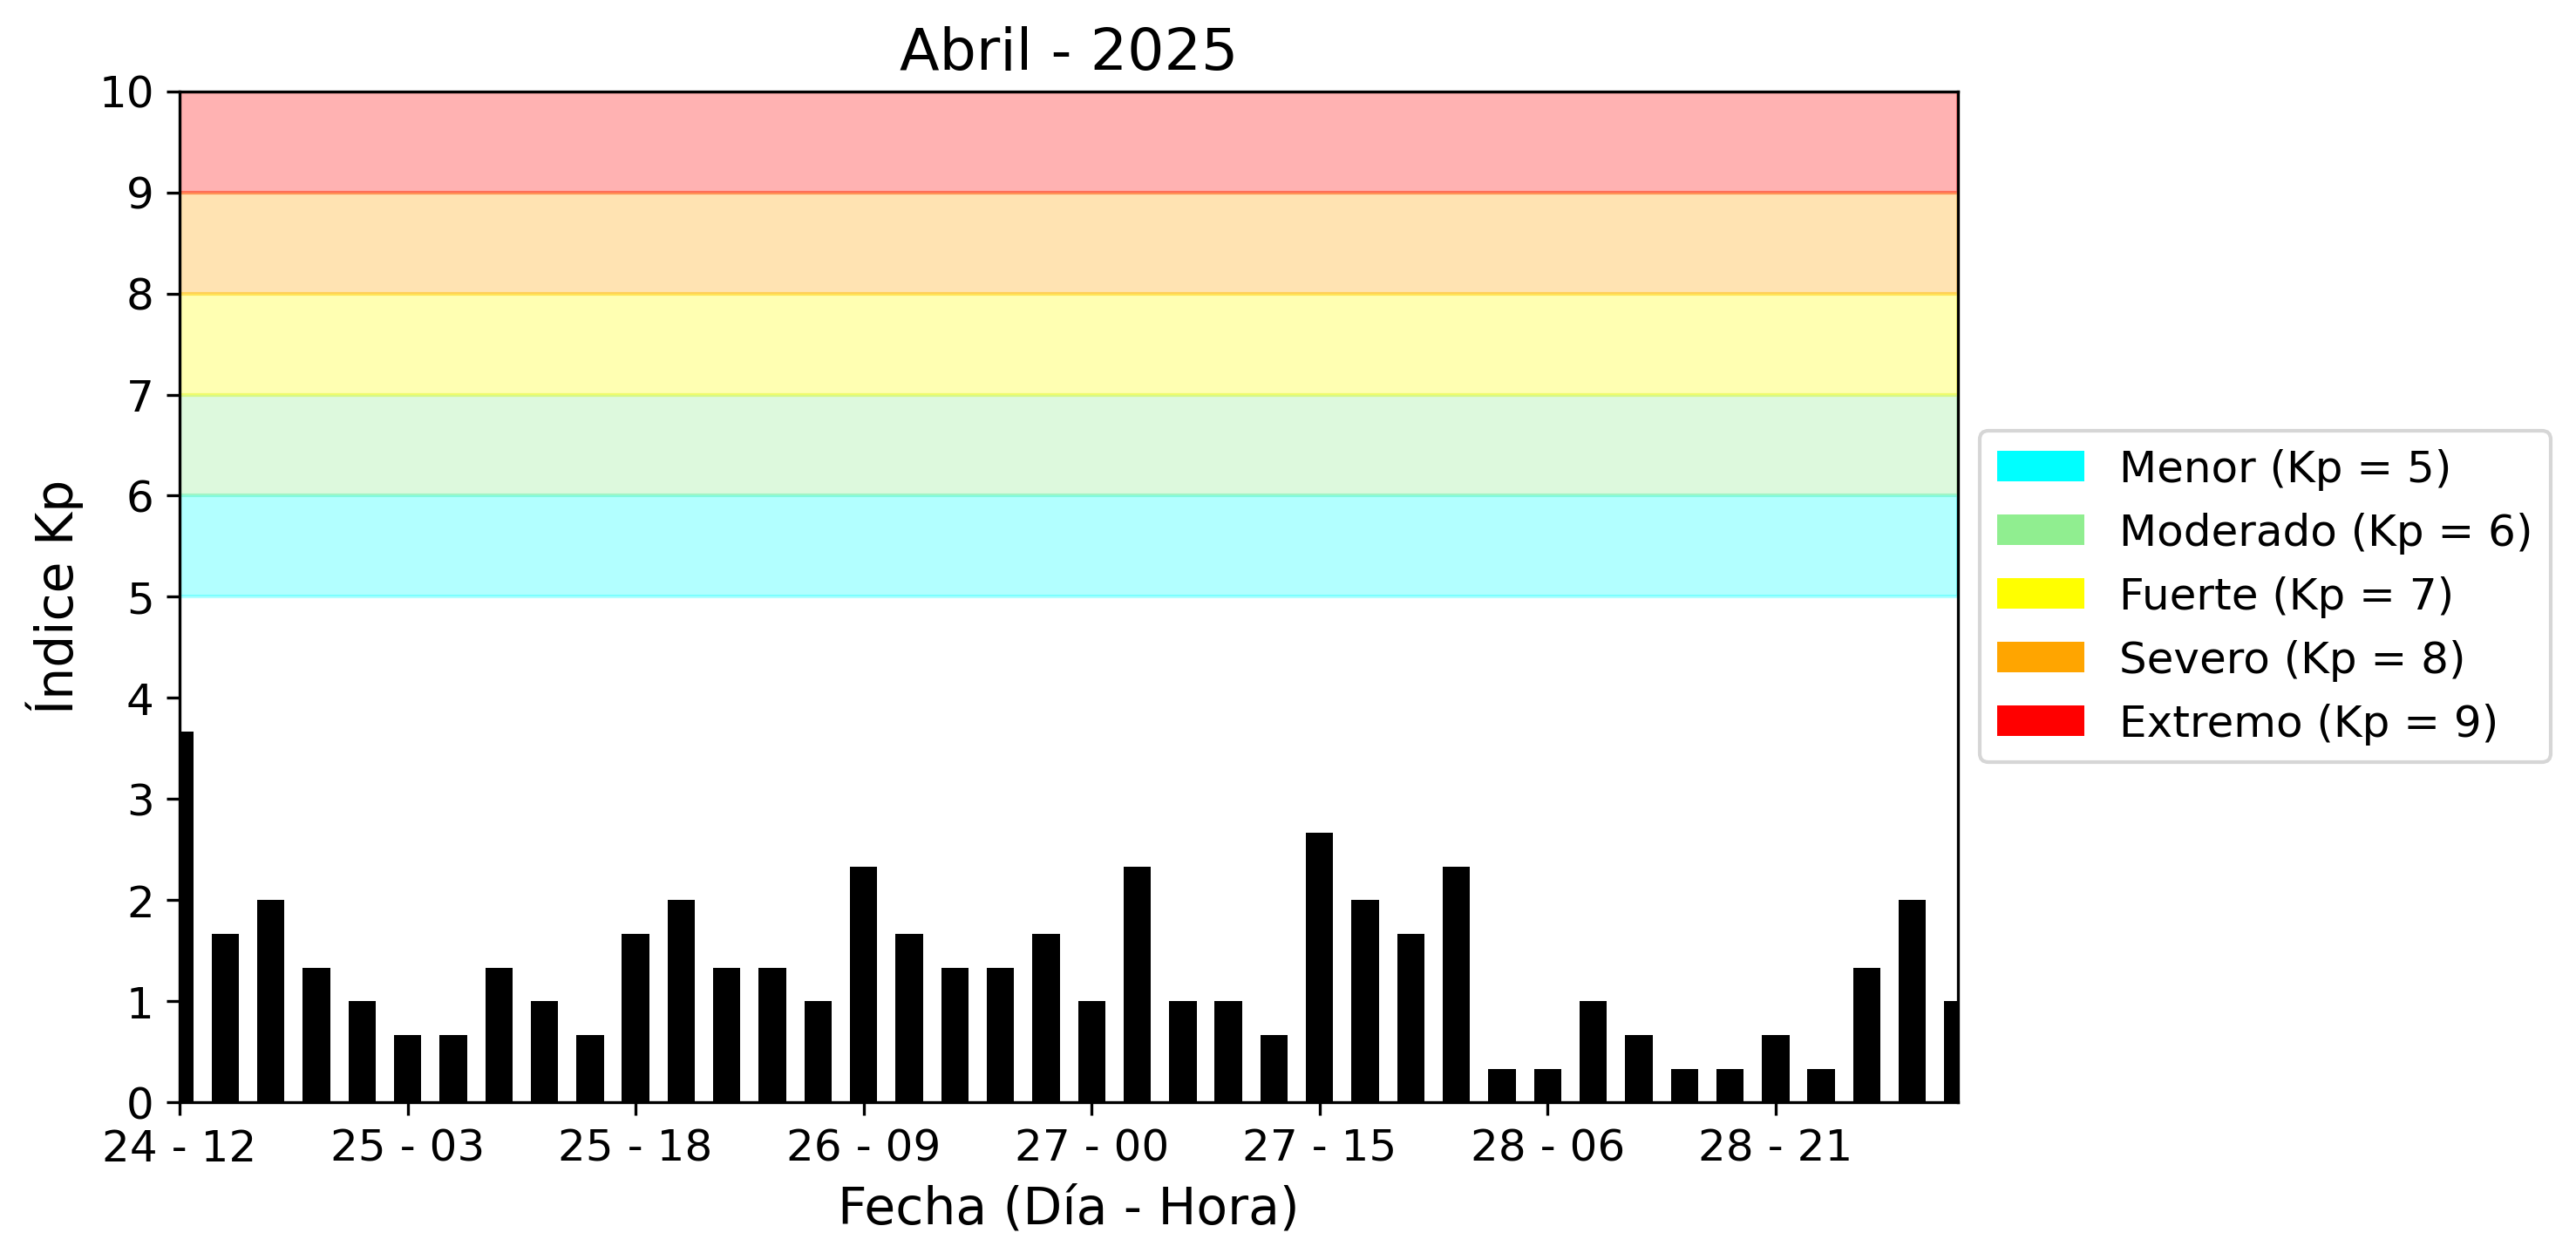 Abril - 2025
10
9
8
7
6
5
4
3
2
1
0
Índice Kp
24 - 12
25 - 03
25 - 18
26 - 09
27 - 00
27 - 15
28 - 06
28 - 21
Fecha (Día - Hora)
Menor (Kp = 5)
Moderado (Kp = 6)
Fuerte (Kp = 7)
Severo (Kp = 8)
Extremo (Kp = 9)